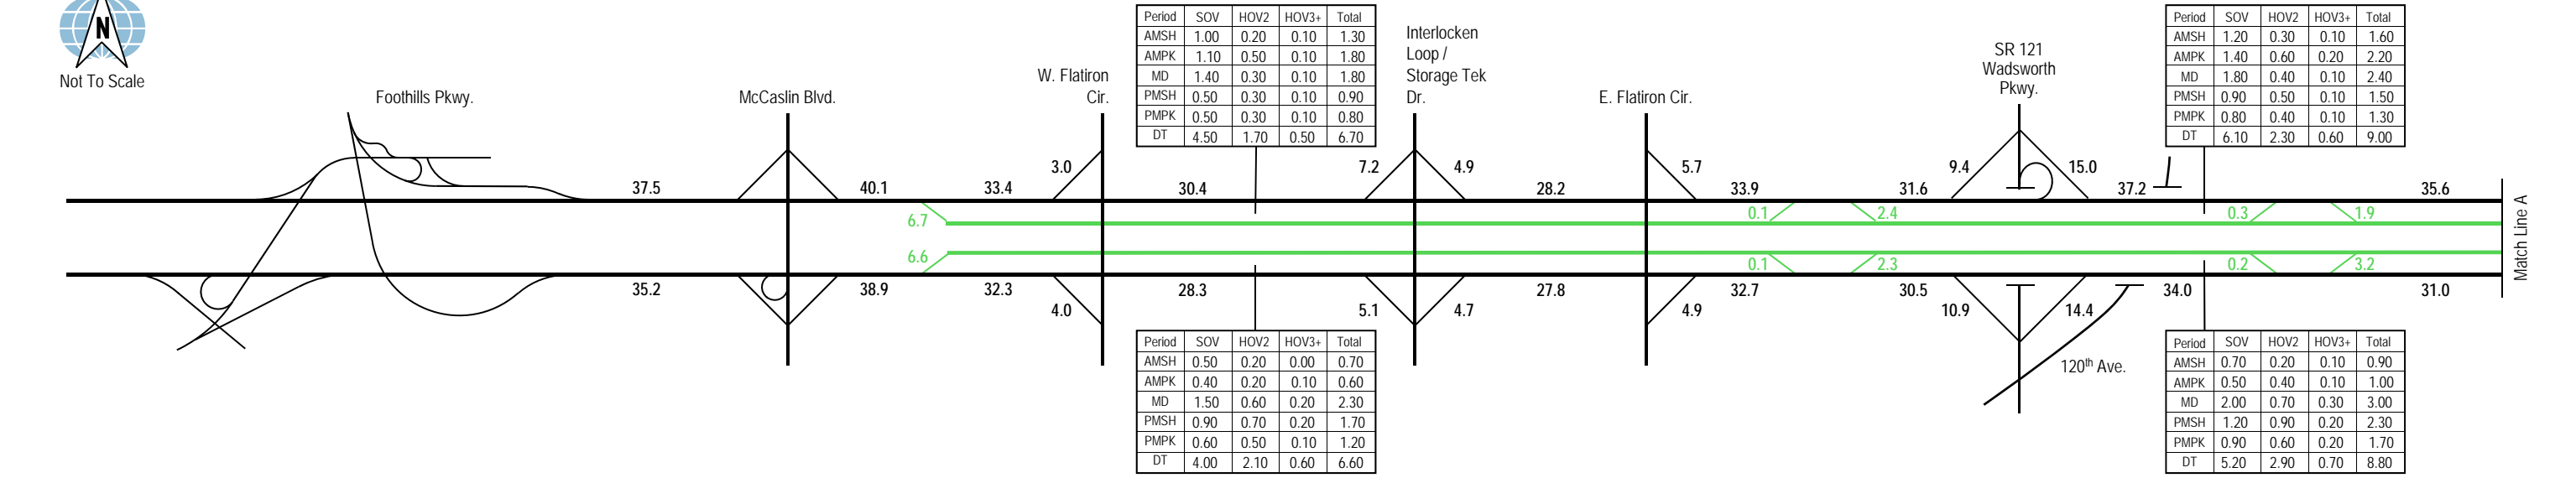 N
Not To Scale
Foothills Pkwy.
McCaslin Blvd.
W. Flatiron
Cir.
Period SOV HOV2 HOV3+ Total
AMSH 1.00 0.20 0.10 1.30
AMPK 1.10 0.50 0.10 1.80
MD 1.40 0.30 0.10 1.80
PMSH 0.50 0.30 0.10 0.90
PMPK 0.50 0.30 0.10 0.80
DT 4.50 1.70 0.50 6.70
Interlocken
Loop /
Storage Tek
Dr.
E. Flatiron Cir.
SR 121
Wadsworth
Pkwy.
Period SOV HOV2 HOV3+ Total
AMSH 1.20 0.30 0.10 1.60
AMPK 1.40 0.60 0.20 2.20
MD 1.80 0.40 0.10 2.40
PMSH 0.90 0.50 0.10 1.50
PMPK 0.80 0.40 0.10 1.30
DT 6.10 2.30 0.60 9.00
3.0 7.2 4.9 5.7 9.4 15.0
37.5 40.1 33.4 30.4 28.2 33.9 31.6 37.2 35.6
6.7 0.1 2.4 0.3 1.9
6.6 0.1 2.3 0.2 3.2
35.2 38.9 32.3 28.3 27.8 32.7 30.5 34.0 31.0
4.0 5.1 4.7 4.9 10.9 14.4
Match Line A
120th Ave.
Period SOV HOV2 HOV3+ Total
AMSH 0.50 0.20 0.00 0.70
AMPK 0.40 0.20 0.10 0.60
MD 1.50 0.60 0.20 2.30
PMSH 0.90 0.70 0.20 1.70
PMPK 0.60 0.50 0.10 1.20
DT 4.00 2.10 0.60 6.60
Period SOV HOV2 HOV3+ Total
AMSH 0.70 0.20 0.10 0.90
AMPK 0.50 0.40 0.10 1.00
MD 2.00 0.70 0.30 3.00
PMSH 1.20 0.90 0.20 2.30
PMPK 0.90 0.60 0.20 1.70
DT 5.20 2.90 0.70 8.80